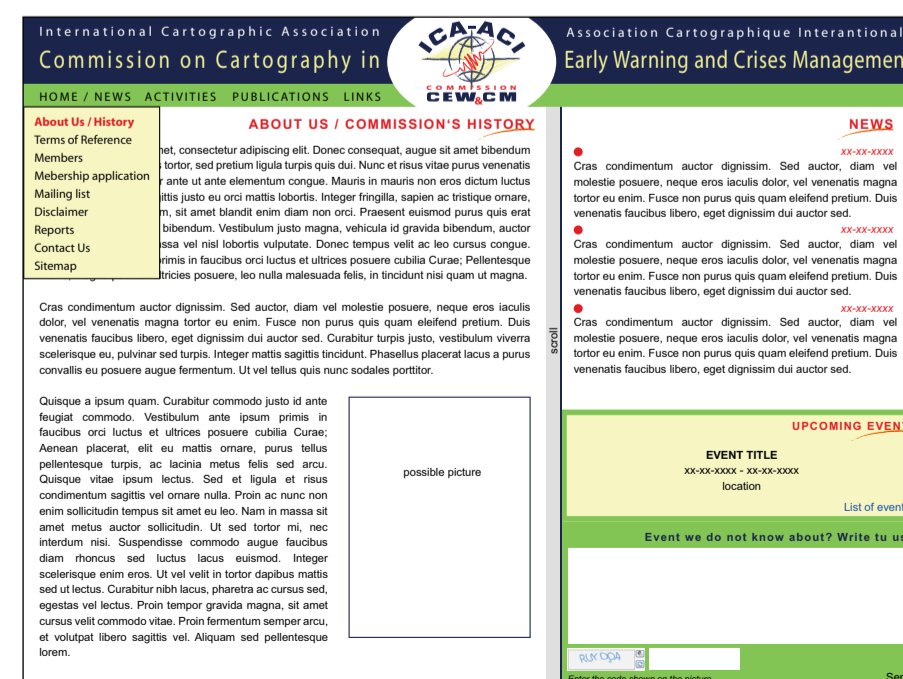 International Cartographic Association
Commission on Cartography in
ICA-ACI
COMMISSION
CEW&CM
Association Cartographique Interantional
Early Warning and Crises Managemen
HOME / NEWS ACTIVITIES PUBLICATIONS LINKS
About Us / History
Terms of Reference
Members
Mebership application
Mailing list
Disclaimer
Reports
Contact Us
Sitemap
ABOUT US / COMMISSION'S HISTORY
et, consectetur adipiscing elit. Donec consequat, augue sit amet bibendum
tortor, sed pretium ligula turpis quis dui. Nunc et risus vitae purus venenatis
r ante ut ante elementum congue. Mauris in mauris non eros dictum luctus
ittis justo eu orci mattis lobortis. Integer fringilla, sapien ac tristique ornare,
m, sit amet blandit enim diam non orci. Praesent euismod purus quis erat
bibendum. Vestibulum justo magna, vehicula id gravida bibendum, auctor
ssa vel nisl lobortis vulputate. Donec tempus velit ac leo cursus congue.
rimis in faucibus orci luctus et ultrices posuere cubilia Curae; Pellentesque
ltricies posuere, leo nulla malesuada felis, in tincidunt nisi quam ut magna.
Cras condimentum auctor dignissim. Sed auctor, diam vel molestie posuere, neque eros iaculis
dolor, vel venenatis magna tortor eu enim. Fusce non purus quis quam eleifend pretium. Duis
venenatis faucibus libero, eget dignissim dui auctor sed. Curabitur turpis justo, vestibulum viverra
scelerisque eu, pulvinar sed turpis. Integer mattis sagittis tincidunt. Phasellus placerat lacus a purus
convallis eu posuere augue fermentum. Ut vel tellus quis nunc sodales porttitor.
Quisque a ipsum quam. Curabitur commodo justo id ante
feugiat commodo. Vestibulum ante ipsum primis in
faucibus orci luctus et ultrices posuere cubilia Curae;
Aenean placerat, elit eu mattis ornare, purus tellus
pellentesque turpis, ac lacinia metus felis sed arcu.
Quisque vitae ipsum lectus. Sed et ligula et risus
condimentum sagittis vel ornare nulla. Proin ac nunc non
enim sollicitudin tempus sit amet eu leo. Nam in massa sit
amet metus auctor sollicitudin. Ut sed tortor mi, nec
interdum nisi. Suspendisse commodo augue faucibus
diam rhoncus sed luctus lacus euismod. Integer
scelerisque enim eros. Ut vel velit in tortor dapibus mattis
sed ut lectus. Curabitur nibh lacus, pharetra ac cursus sed,
egestas vel lectus. Proin tempor gravida magna, sit amet
cursus velit commodo vitae. Proin fermentum semper arcu,
et volutpat libero sagittis vel. Aliquam sed pellentesque
lorem.
possible picture
scroll
NEWS
xx-xx-xxxx
Cras condimentum auctor dignissim. Sed auctor, diam vel
molestie posuere, neque eros iaculis dolor, vel venenatis magna
tortor eu enim. Fusce non purus quis quam eleifend pretium. Duis
venenatis faucibus libero, eget dignissim dui auctor sed.
xx-xx-xxxx
Cras condimentum auctor dignissim. Sed auctor, diam vel
molestie posuere, neque eros iaculis dolor, vel venenatis magna
tortor eu enim. Fusce non purus quis quam eleifend pretium. Duis
venenatis faucibus libero, eget dignissim dui auctor sed.
xx-xx-xxxx
Cras condimentum auctor dignissim. Sed auctor, diam vel
molestie posuere, neque eros iaculis dolor, vel venenatis magna
tortor eu enim. Fusce non purus quis quam eleifend pretium. Duis
venenatis faucibus libero, eget dignissim dui auctor sed.
UPCOMING EVEN
EVENT TITLE
xx-xx-xxxx - xx-xx-xxxx
location
List of event
Event we do not know about? Write tu us
Enter the code shown on the picture
Sen